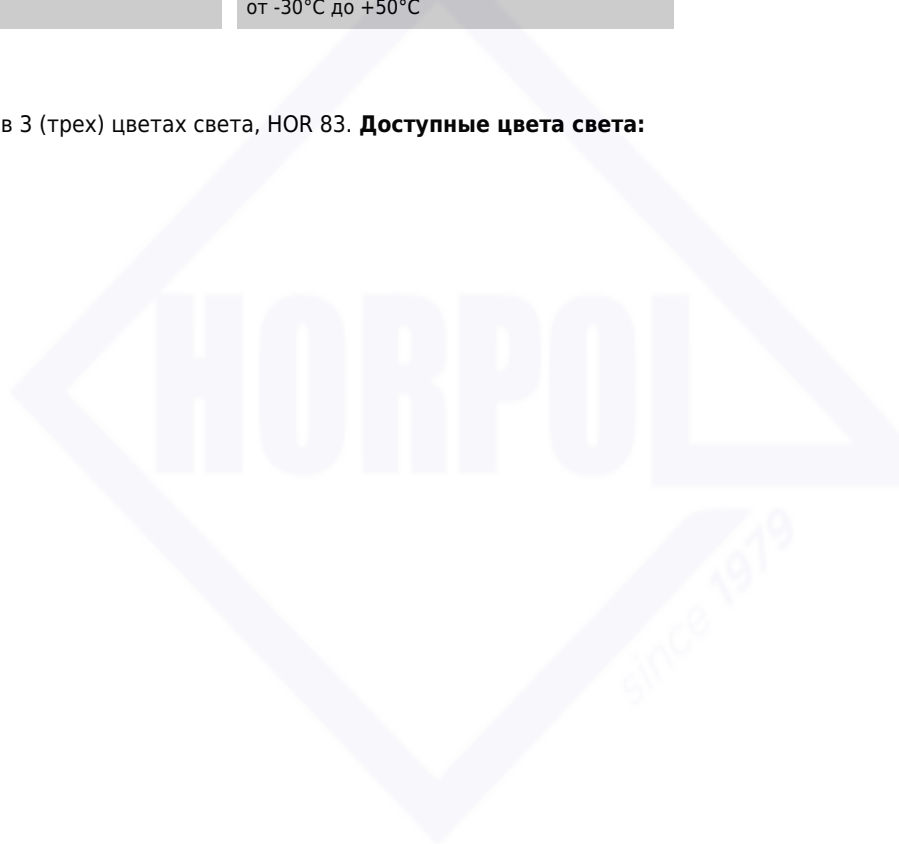 от -30°C до +50°C
в 3 (трех) цветах света, HOR 83. Доступные цвета света:
HORPOL
since 1979